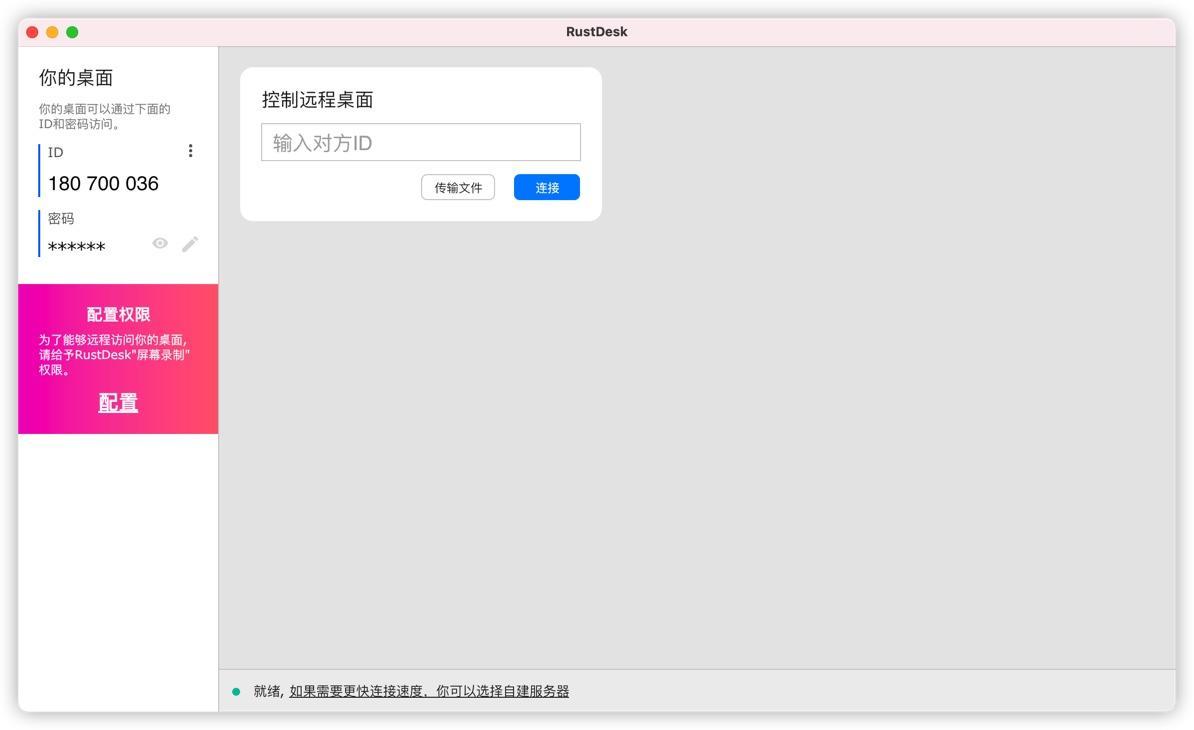 RustDesk
你的桌面
你的桌面可以通过下面的
ID和密码访问。
ID
180 700 036
密码
******
配置权限
为了能够远程访问你的桌面,
请给予RustDesk"屏幕录制"
权限。
配置
控制远程桌面
输入对方ID
传输文件
连接
就绪, 如果需要更快连接速度，你可以选择自建服务器